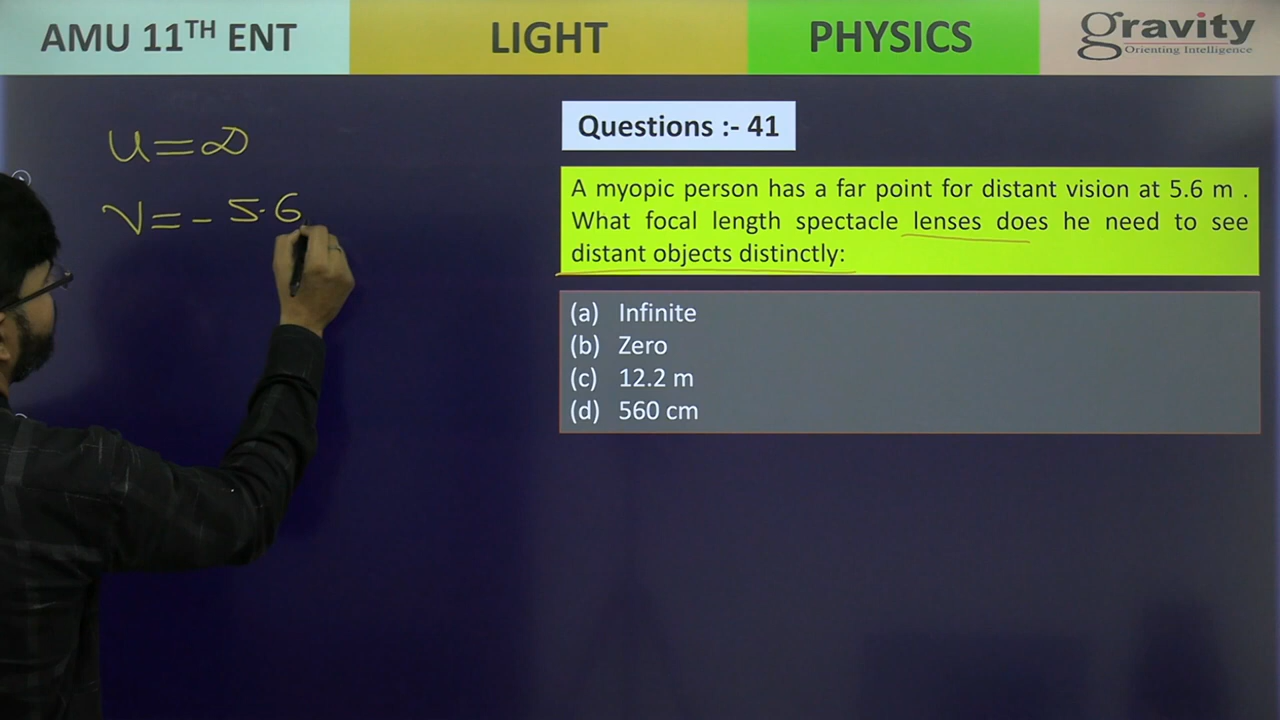 AMU 11TH ENT
LIGHT
PHYSICS
gravity
Orienting Intelligence
u = ∞
v = - 5.6
Questions :- 41
A myopic person has a far point for distant vision at 5.6 m .
What focal length spectacle lenses does he need to see
distant objects distinctly:
(a) Infinite
(b) Zero
(c) 12.2 m
(d) 560 cm